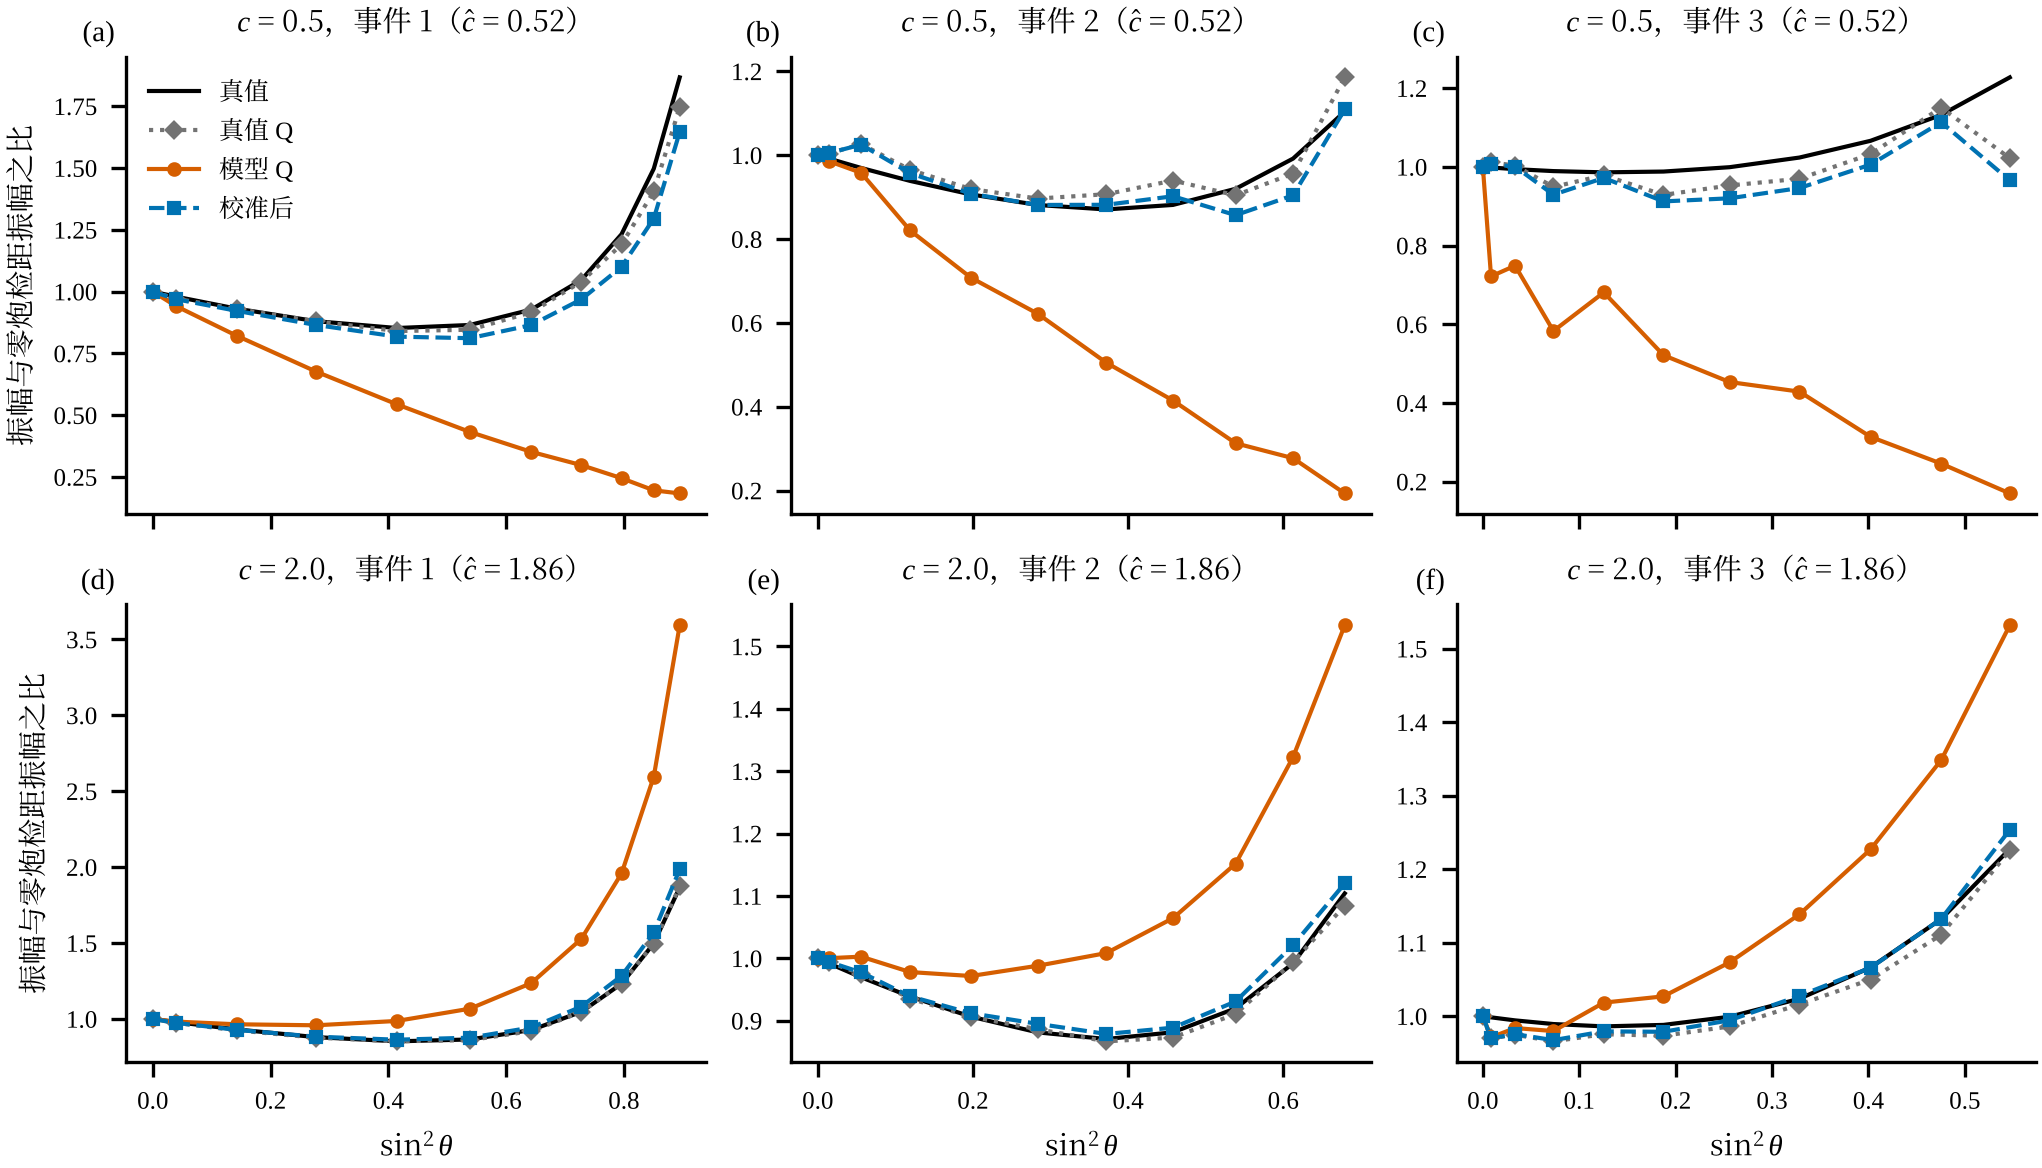 (a) c = 0.5，事件 1（ĉ = 0.52）
(b) c = 0.5，事件 2（ĉ = 0.52）
(c) c = 0.5，事件 3（ĉ = 0.52）
振幅与零炮检距振幅之比
1.75
1.50
1.25
1.00
0.75
0.50
0.25
真值
真值 Q
模型 Q
校准后
1.2
1.0
0.8
0.6
0.4
0.2
1.2
1.0
0.8
0.6
0.4
0.2
(d) c = 2.0，事件 1（ĉ = 1.86）
(e) c = 2.0，事件 2（ĉ = 1.86）
(f) c = 2.0，事件 3（ĉ = 1.86）
振幅与零炮检距振幅之比
3.5
3.0
2.5
2.0
1.5
1.0
1.5
1.4
1.3
1.2
1.1
1.0
0.9
1.5
1.4
1.3
1.2
1.1
1.0
0.0 0.2 0.4 0.6 0.8
0.0 0.2 0.4 0.6
0.0 0.1 0.2 0.3 0.4 0.5
sin² θ
sin² θ
sin² θ